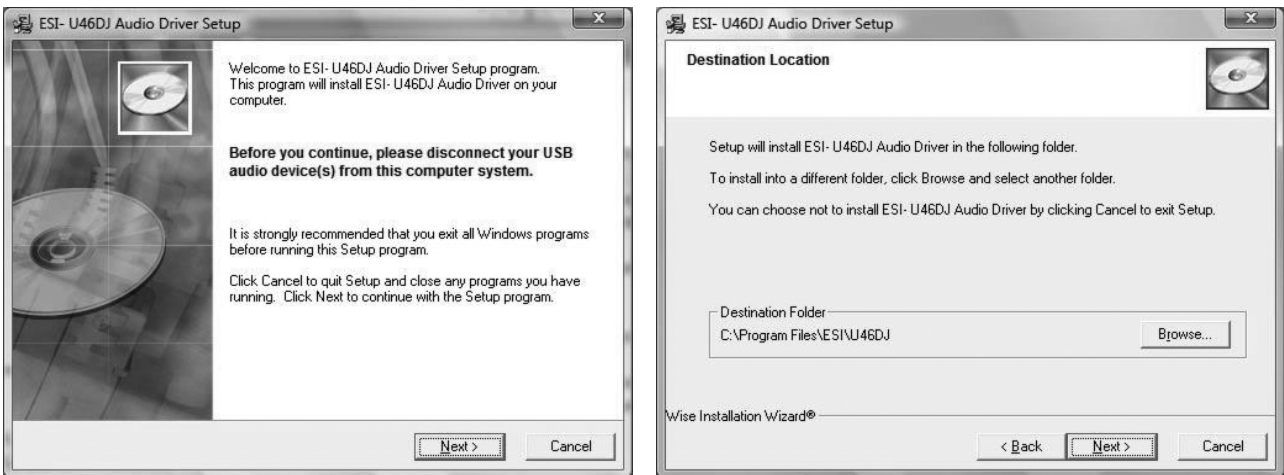 ESI- U46DJ Audio Driver Setup
Welcome to ESI- U46DJ Audio Driver Setup program.
This program will install ESI- U46DJ Audio Driver on your
computer.
Before you continue, please disconnect your USB
audio device(s) from this computer system.
It is strongly recommended that you exit all Windows programs
before running this Setup program.
Click Cancel to quit Setup and close any programs you have
running. Click Next to continue with the Setup program.
Next >
Cancel
ESI- U46DJ Audio Driver Setup
Destination Location
Setup will install ESI- U46DJ Audio Driver in the following folder.
To install into a different folder, click Browse and select another folder.
You can choose not to install ESI- U46DJ Audio Driver by clicking Cancel to exit Setup.
Destination Folder
C:\Program Files\ESI\U46DJ
Browse...
Wise Installation Wizard®
< Back
Next >
Cancel